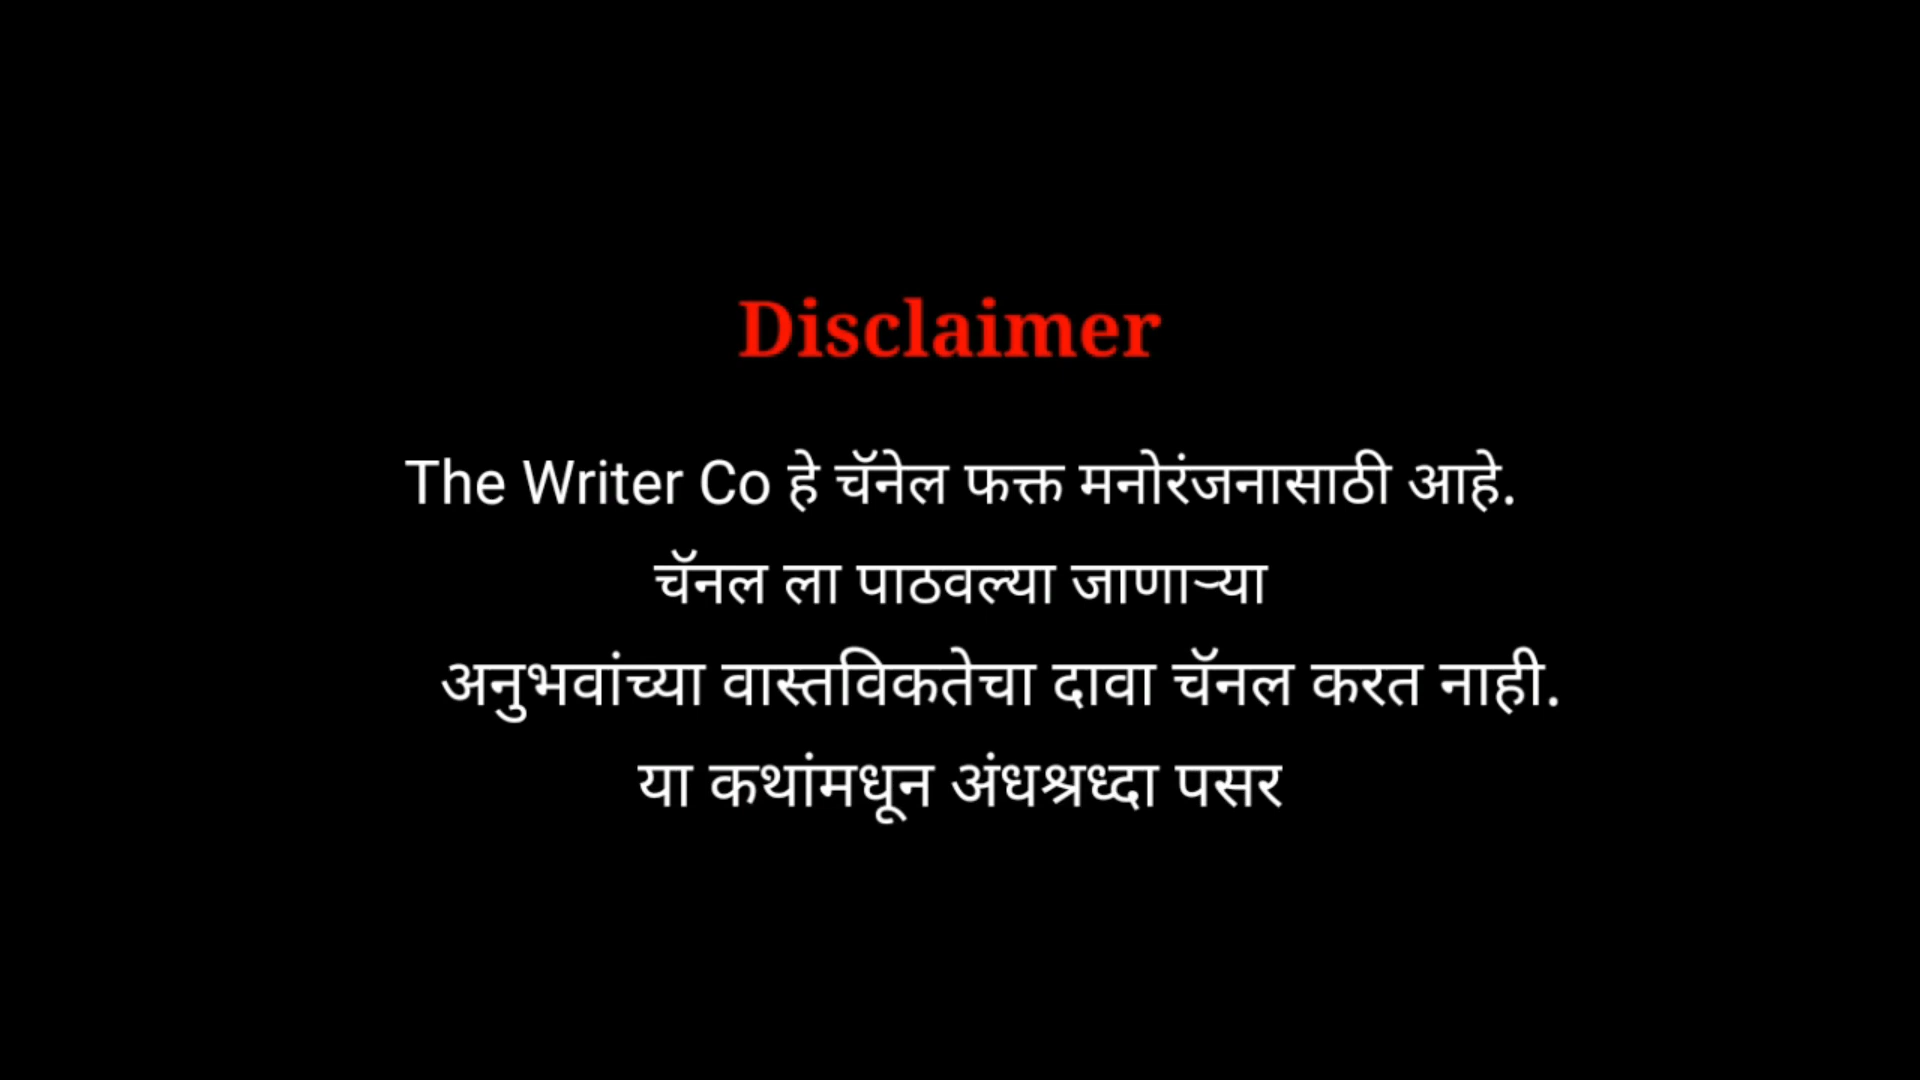 Disclaimer
The Writer Co हे चॅनेल फक्त मनोरंजनासाठी आहे.
चॅनल ला पाठवल्या जाणाऱ्या
अनुभवांच्या वास्तविकतेचा दावा चॅनल करत नाही.
या कथांमधून अंधश्रध्दा पसर